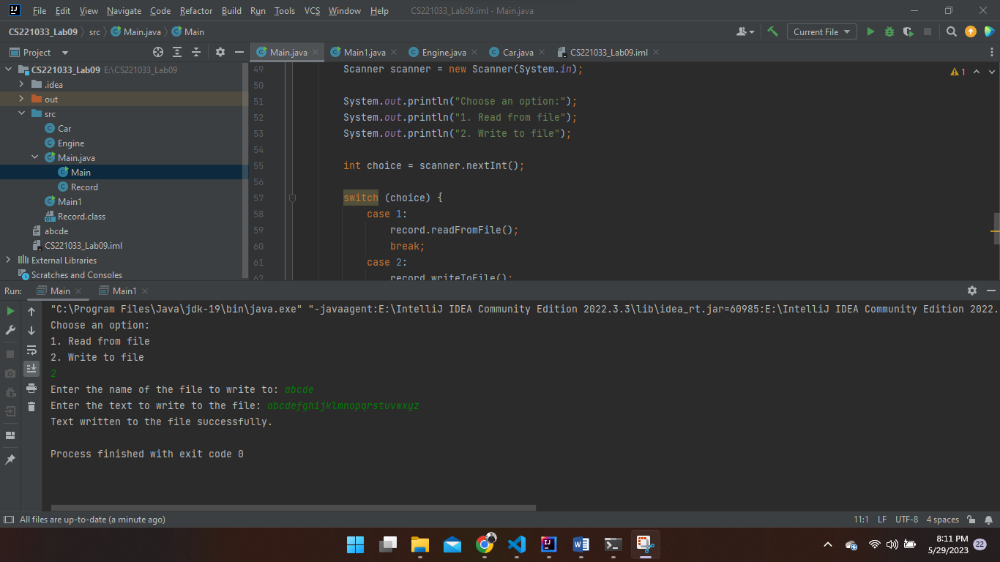 File Edit View Navigate Code Refactor Build Run Tools VCS Window Help CS221033_Lab09.iml - Main.java
CS221033_Lab09 src Main.java Main Current File
Project
Main.java Main1.java Engine.java Car.java CS221033_Lab09.iml
CS221033_Lab09 E:\CS221033_Lab09
.idea
out
src
Car
Engine
Main.java
Main
Record
Main1
Record.class
abcde
CS221033_Lab09.iml
External Libraries
Scratches and Consoles
49 Scanner scanner = new Scanner(System.in);
50
51 System.out.println("Choose an option:");
52 System.out.println("1. Read from file");
53 System.out.println("2. Write to file");
54
55 int choice = scanner.nextInt();
56
57 switch (choice) {
58 case 1:
59 record.readFromFile();
60 break;
61 case 2:
62 record.writeToFile();
1
Run: Main Main1
"C:\Program Files\Java\jdk-19\bin\java.exe" "-javaagent:E:\IntelliJ IDEA Community Edition 2022.3.3\lib\idea_rt.jar=60985:E:\IntelliJ IDEA Community Edition 2022.
Choose an option:
1. Read from file
2. Write to file
2
Enter the name of the file to write to: abcde
Enter the text to write to the file: abcdefghijklmnopqrstuvwxyz
Text written to the file successfully.
Process finished with exit code 0
All files are up-to-date (a minute ago) 11:1 LF UTF-8 4 spaces
8:11 PM
5/29/2023
22